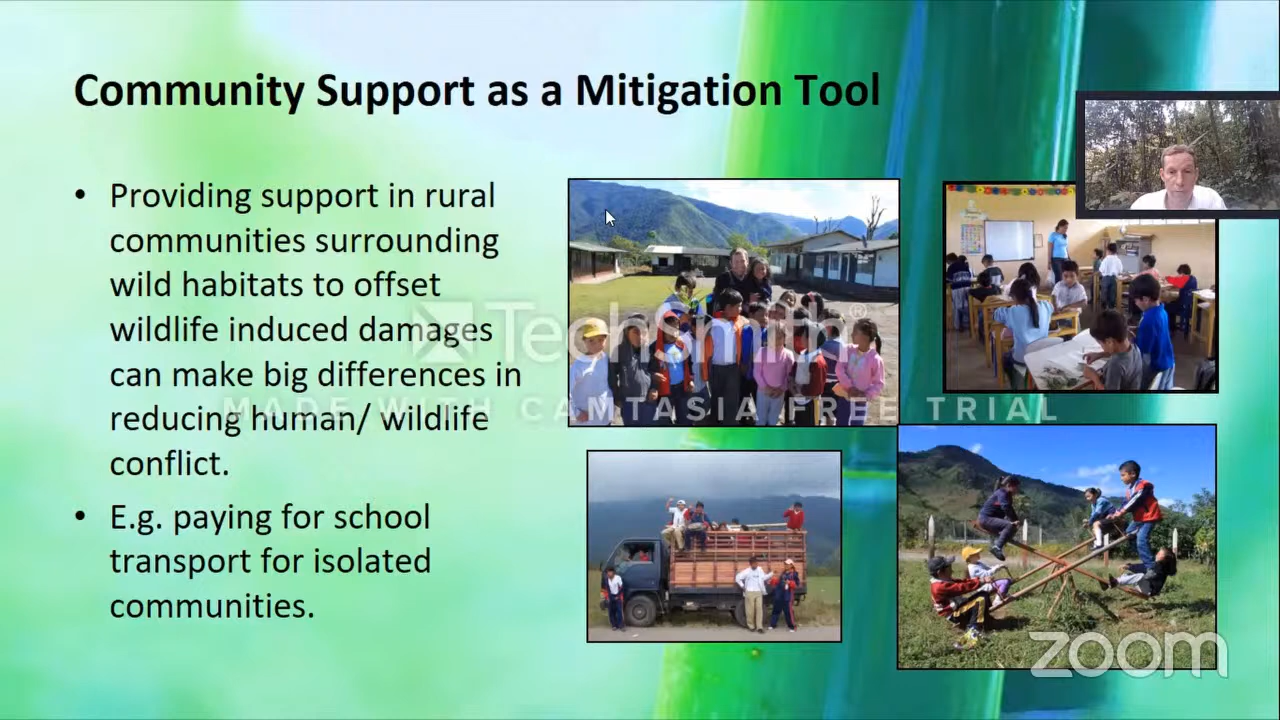 Community Support as a Mitigation Tool
• Providing support in rural
communities surrounding
wild habitats to offset
wildlife induced damages
can make big differences in
reducing human/ wildlife
conflict.
• E.g. paying for school
transport for isolated
communities.
TechSmith®
MADE WITH CAMTASIA FREE TRIAL
zoom